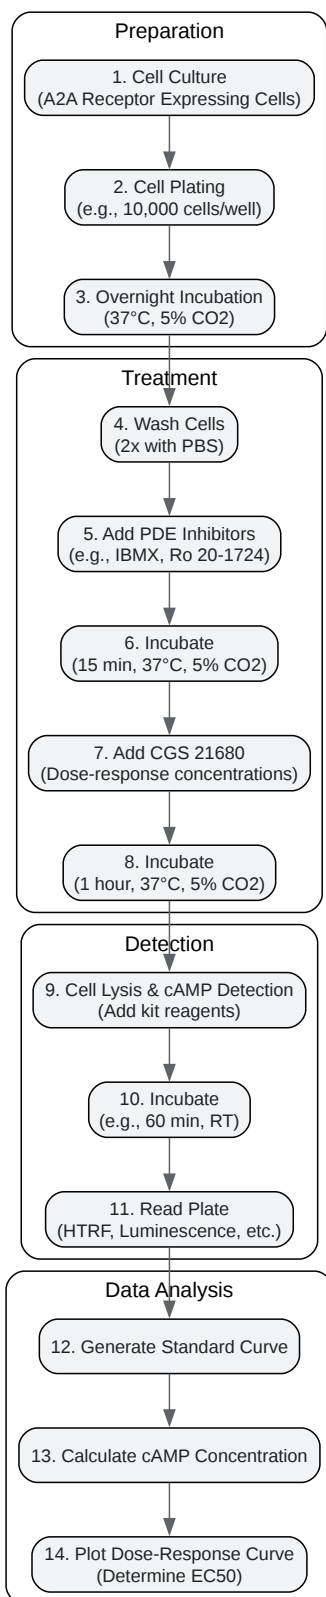 Preparation
1. Cell Culture
(A2A Receptor Expressing Cells)
2. Cell Plating
(e.g., 10,000 cells/well)
3. Overnight Incubation
(37°C, 5% CO2)
Treatment
4. Wash Cells
(2x with PBS)
5. Add PDE Inhibitors
(e.g., IBMX, Ro 20-1724)
6. Incubate
(15 min, 37°C, 5% CO2)
7. Add CGS 21680
(Dose-response concentrations)
8. Incubate
(1 hour, 37°C, 5% CO2)
Detection
9. Cell Lysis & cAMP Detection
(Add kit reagents)
10. Incubate
(e.g., 60 min, RT)
11. Read Plate
(HTRF, Luminescence, etc.)
Data Analysis
12. Generate Standard Curve
13. Calculate cAMP Concentration
14. Plot Dose-Response Curve
(Determine EC50)